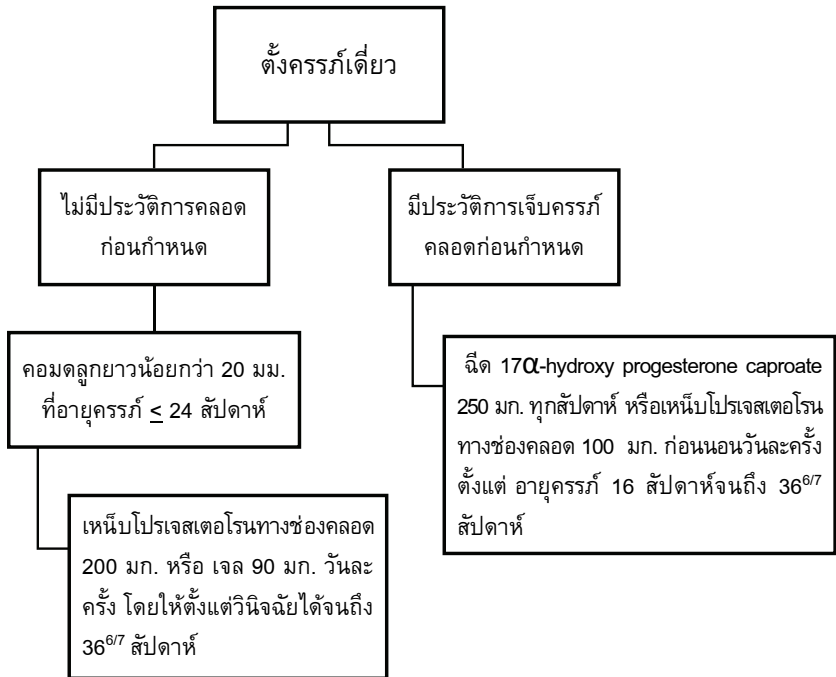 ตั้งครรภ์เดี่ยว
ไม่มีประวัติการคลอด
ก่อนกำหนด
มีประวัติการเจ็บครรภ์
คลอดก่อนกำหนด
คอมดลูกยาวน้อยกว่า 20 มม.
ที่อายุครรภ์ ≤ 24 สัปดาห์
ฉีด 17α-hydroxy progesterone caproate
250 มก. ทุกสัปดาห์ หรือเหน็บโปรเจสเตอโรน
ทางช่องคลอด 100 มก. ก่อนนอนวันละครั้ง
ตั้งแต่ อายุครรภ์ 16 สัปดาห์จนถึง 36⁶ᐟ⁷
สัปดาห์
เหน็บโปรเจสเตอโรนทางช่องคลอด
200 มก. หรือ เจล 90 มก. วันละ
ครั้ง โดยให้ตั้งแต่วินิจฉัยได้จนถึง
36⁶ᐟ⁷ สัปดาห์